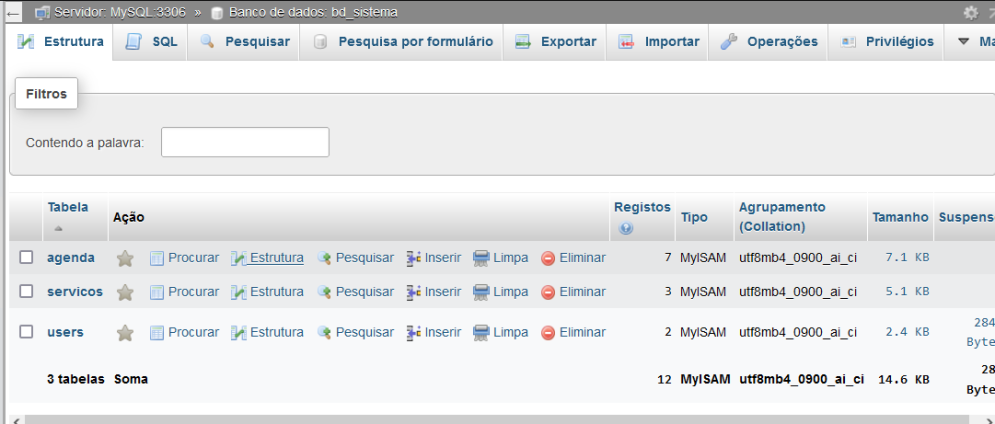 Servidor: MySQL:3306 » Banco de dados: bd_sistema
Estrutura SQL Pesquisar Pesquisa por formulário Exportar Importar Operações Privilégios Ma
Filtros
Contendo a palavra:
Tabela Ação Registos Tipo Agrupamento (Collation) Tamanho Suspens
agenda Procurar Estrutura Pesquisar Inserir Limpa Eliminar 7 MyISAM utf8mb4_0900_ai_ci 7.1 KB
servicos Procurar Estrutura Pesquisar Inserir Limpa Eliminar 3 MyISAM utf8mb4_0900_ai_ci 5.1 KB
users Procurar Estrutura Pesquisar Inserir Limpa Eliminar 2 MyISAM utf8mb4_0900_ai_ci 2.4 KB 284 Byte
3 tabelas Soma 12 MyISAM utf8mb4_0900_ai_ci 14.6 KB 28 Byte